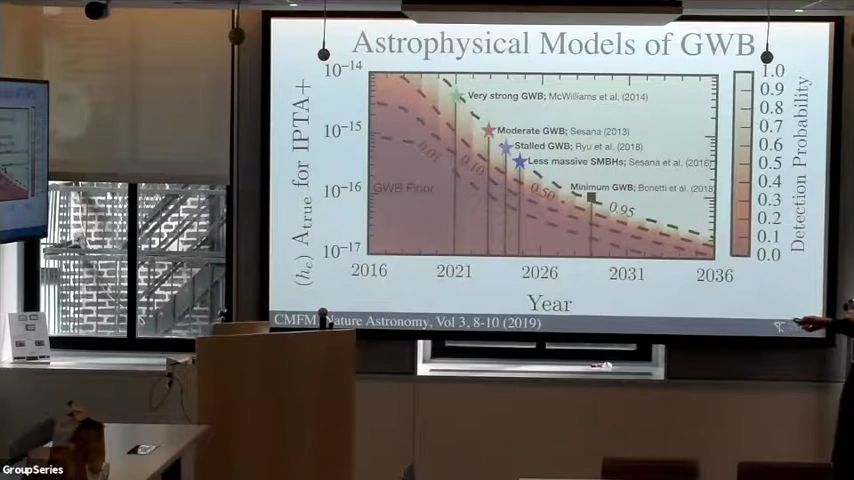 Astrophysical Models of GWB
10⁻¹⁴
10⁻¹⁵
10⁻¹⁶
10⁻¹⁷
(h_c) A_true for IPTA+
Very strong GWB; McWilliams et al. (2014)
Moderate GWB; Sesana (2013)
Stalled GWB; Ryu et al. (2018)
Less massive SMBHs; Sesana et al. (2016
Minimum GWB; Bonetti et al. (2018
GWB Floor
0.01
0.10
0.50
0.95
2016 2021 2026 2031 2036
Year
1.0
0.9
0.8
0.7
0.6
0.5
0.4
0.3
0.2
0.1
0.0
Detection Probability
CMFM, Nature Astronomy, Vol 3, 8-10 (2019)
GroupSeries